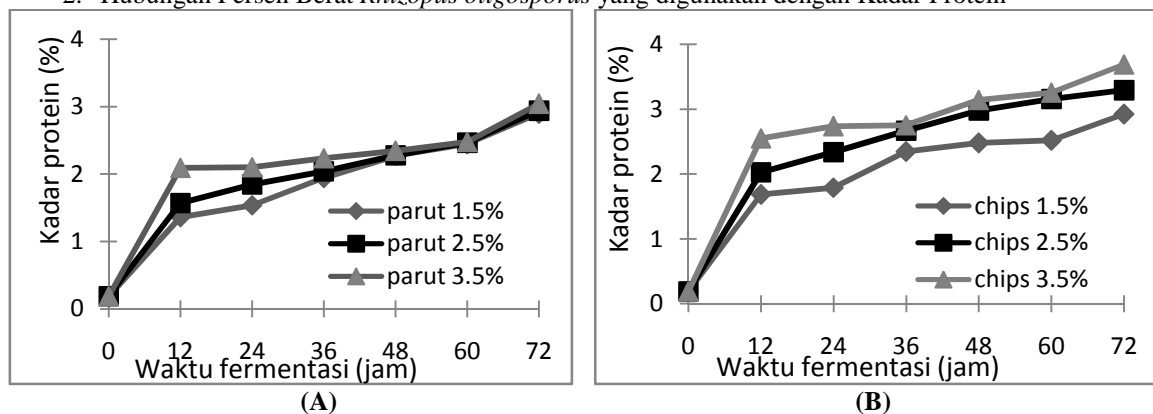 2. Hubungan Persen Berat Rhizopus oligosporus yang digunakan dengan Kadar Protein
Kadar protein (%)
4
3
2
1
0
parut 1.5%
parut 2.5%
parut 3.5%
0 12 24 36 48 60 72
Waktu fermentasi (jam)
(A)
Kadar protein (%)
4
3
2
1
0
chips 1.5%
chips 2.5%
chips 3.5%
0 12 24 36 48 60 72
Waktu fermentasi (jam)
(B)